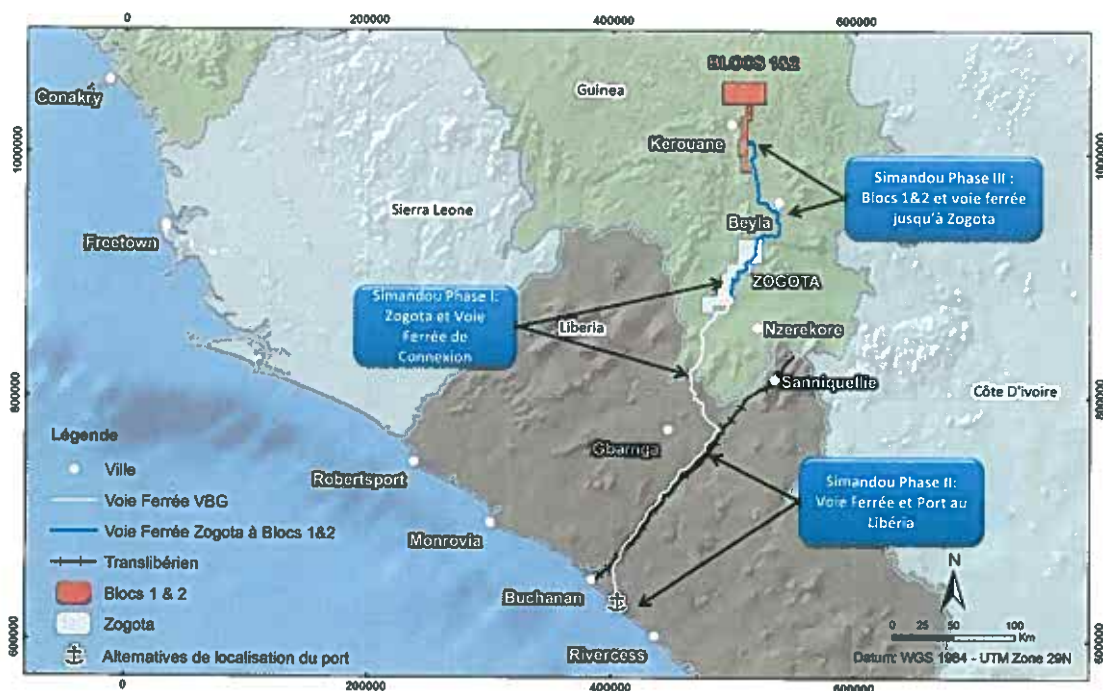 0
200000
400000
600000
BLOCS 1&2
Guinea
Conakry
Kerouane
1000000
1000000
Simandou Phase III :
Blocs 1&2 et voie ferrée
jusqu'à Zogota
Sierra Leone
Beyla
Freetown
ZOGOTA
Simandou Phase I:
Zogota et Voie
Ferrée de
Connexion
Liberia
Nzerekore
Sanniquellie
800000
800000
Côte D'ivoire
Légende
Gbarnga
Ville
Robertsport
Simandou Phase II:
Voie Ferrée et Port au
Libéria
Voie Ferrée VBG
Voie Ferrée Zogota à Blocs 1&2
Monrovia
Translibérien
N
Blocs 1 & 2
Buchanan
0 25 50 100
Km
Zogota
600000
600000
Alternatives de localisation du port
Rivercess
Datum: WGS 1984 - UTM Zone 29N
0
200000
400000
600000